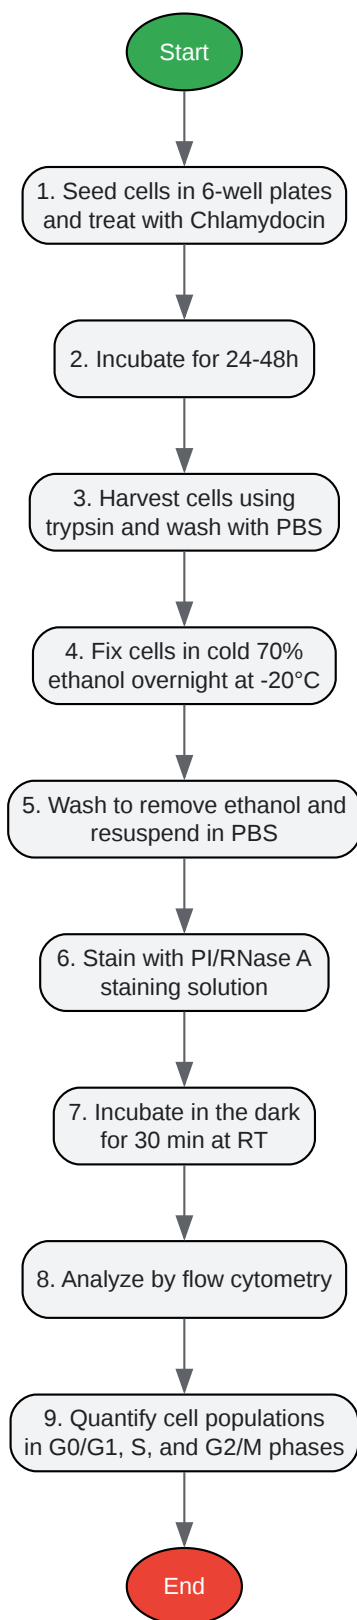 Start
1. Seed cells in 6-well plates
and treat with Chlamydocin
2. Incubate for 24-48h
3. Harvest cells using
trypsin and wash with PBS
4. Fix cells in cold 70%
ethanol overnight at -20°C
5. Wash to remove ethanol and
resuspend in PBS
6. Stain with PI/RNase A
staining solution
7. Incubate in the dark
for 30 min at RT
8. Analyze by flow cytometry
9. Quantify cell populations
in G0/G1, S, and G2/M phases
End